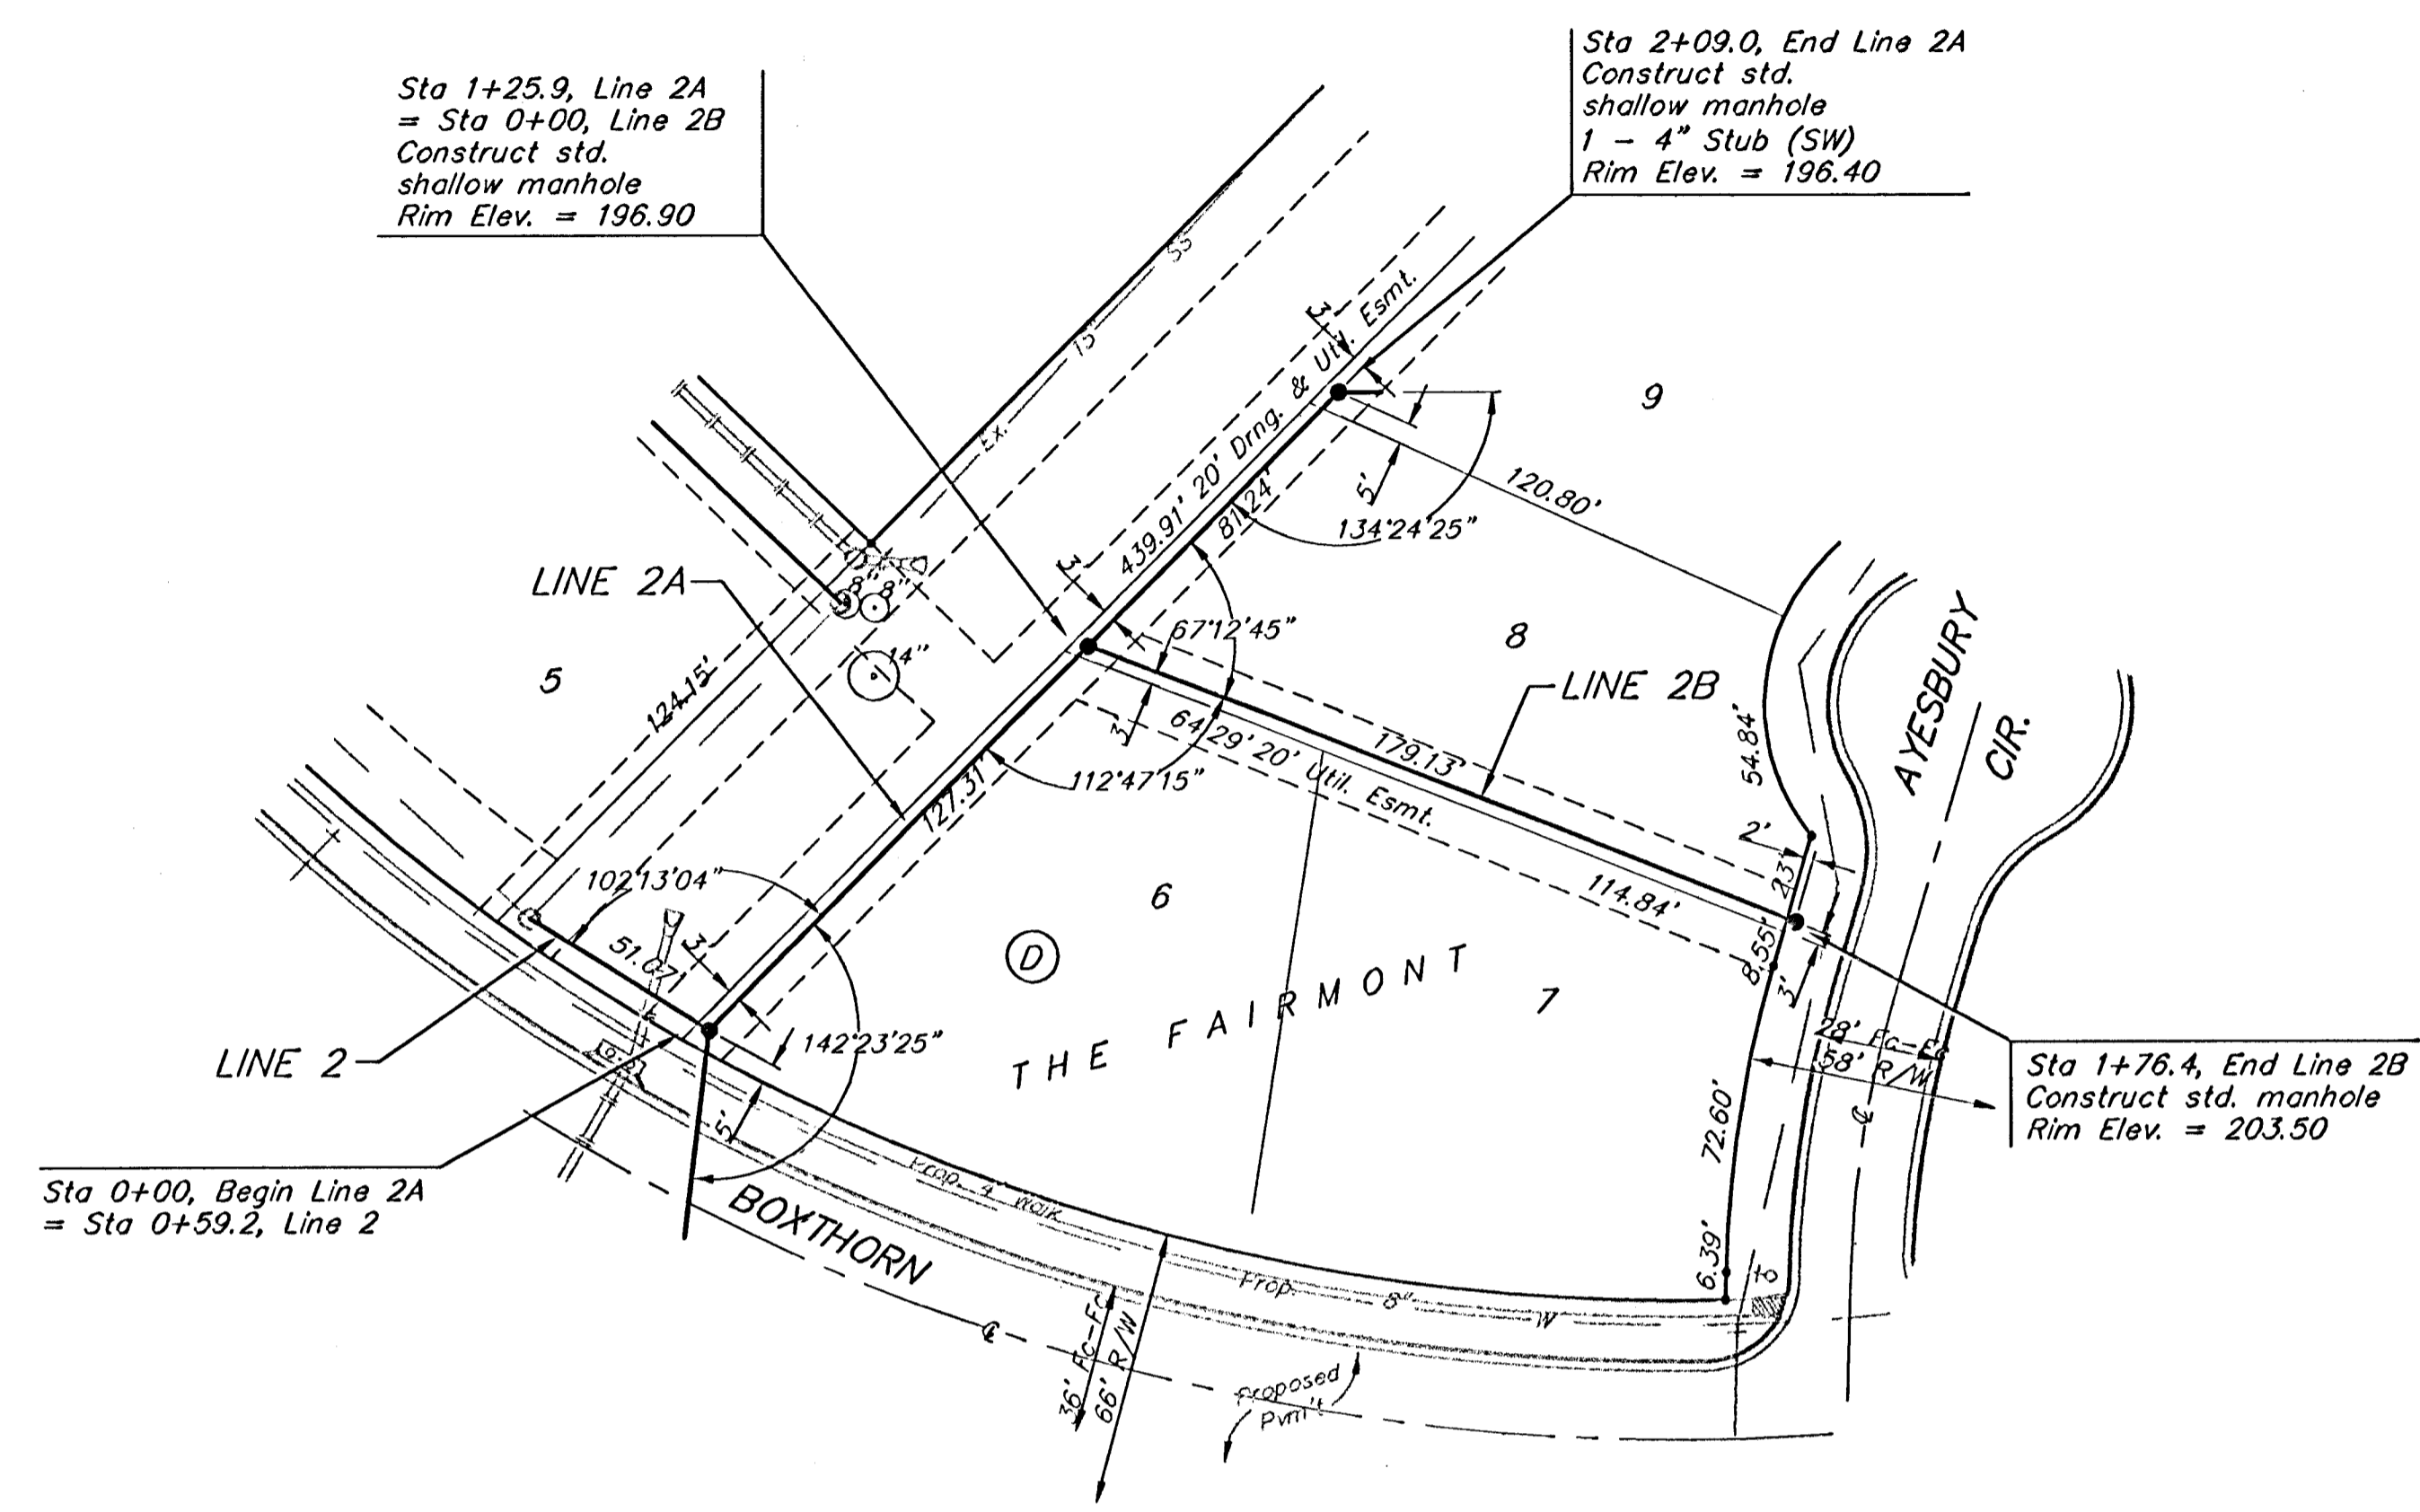 Sta 1+25.9, Line 2A
= Sta 0+00, Line 2B
Construct std.
shallow manhole
Rim Elev. = 196.90
Sta 2+09.0, End Line 2A
Construct std.
shallow manhole
1 - 4" Stub (SW)
Rim Elev. = 196.40
Ex. 15" SS
3'
439.91' 20' Drng. & Util. Esmt.
81.24'
9
5'
120.80'
134°24'25"
LINE 2A
8" 8"
3'
67°12'45"
8
5
124.15'
14"
LINE 2B
AYESBURY
CIR.
54.84'
3'
64.29' 20' Util. Esmt.
179.13'
112°47'15"
127.31'
2'
23'
114.84'
8.55'
3'
102°13'04"
51.07'
3'
6
D
THE FAIRMONT
7
142°23'25"
LINE 2
5'
28' Fc-Fc
58' R/W
℄
Sta 1+76.4, End Line 2B
Construct std. manhole
Rim Elev. = 203.50
72.60'
Sta 0+00, Begin Line 2A
= Sta 0+59.2, Line 2
Prop. 4' walk
BOXTHORN
6.39'
Prop. 8" W
℄
36' Fc-Fc
66' R/W
Proposed
Pvm't